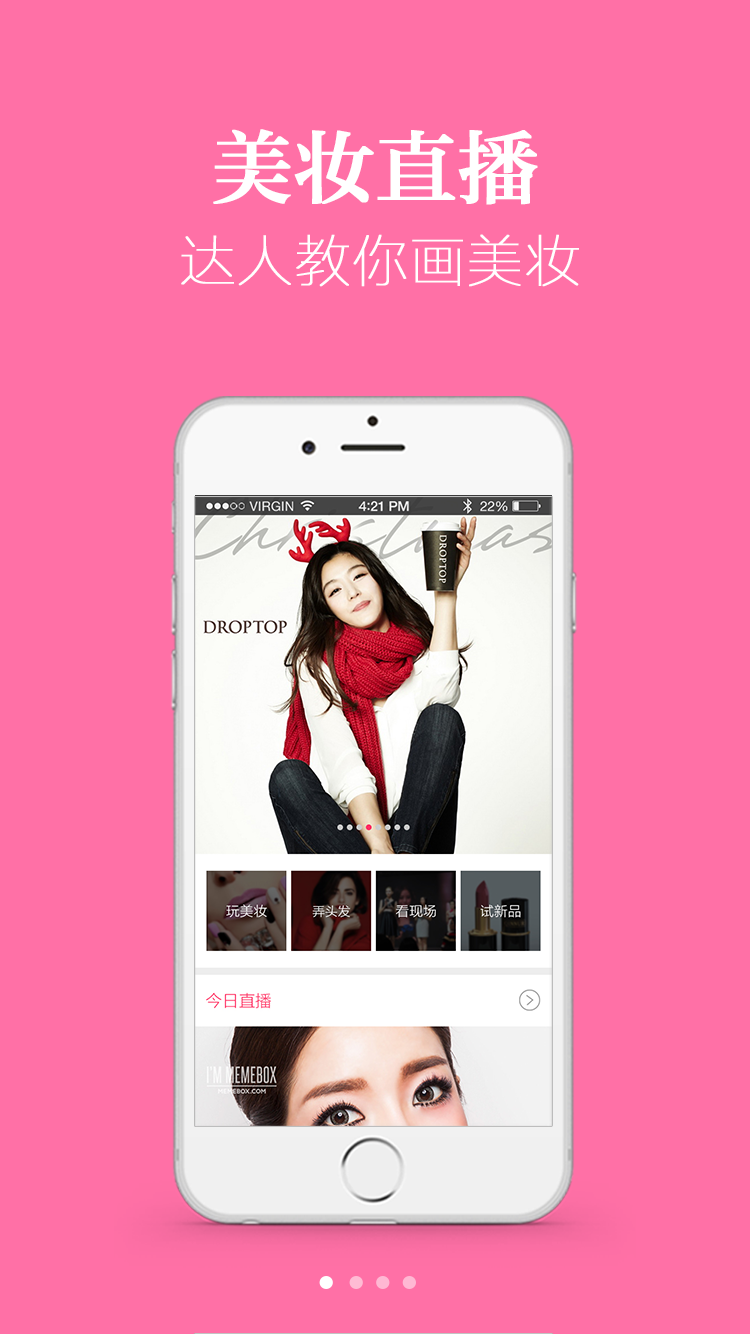 美妆直播
达人教你画美妆
VIRGIN 4:21 PM 22%
Christmas
DROPTOP
DROPTOP
玩美妆 弄头发 看现场 试新品
今日直播
I'M MEMEBOX
MEMEBOX.COM